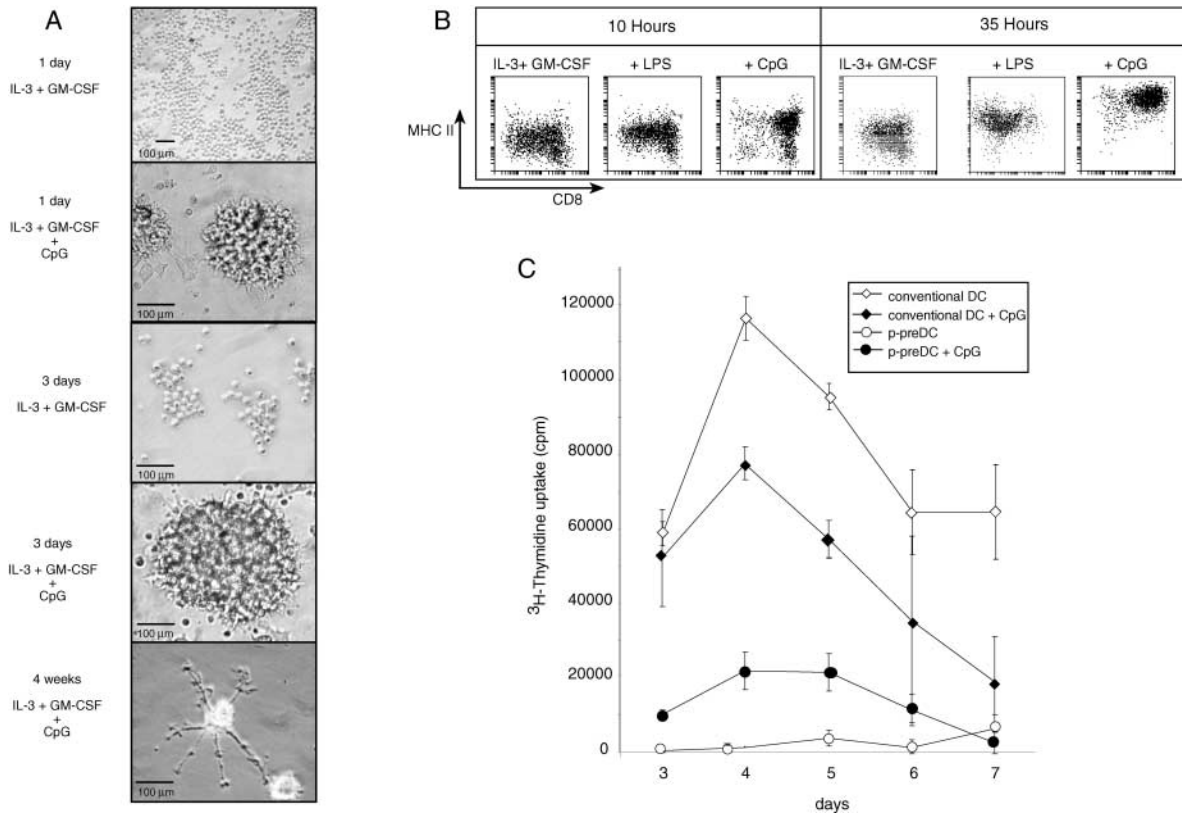 A
1 day
IL-3 + GM-CSF
100 μm
1 day
IL-3 + GM-CSF
+
CpG
100 μm
3 days
IL-3 + GM-CSF
100 μm
3 days
IL-3 + GM-CSF
+
CpG
100 μm
4 weeks
IL-3 + GM-CSF
+
CpG
100 μm
B
10 Hours
35 Hours
IL-3+ GM-CSF
+ LPS
+ CpG
IL-3+ GM-CSF
+ LPS
+ CpG
MHC II
CD8
C
conventional DC
conventional DC + CpG
p-preDC
p-preDC + CpG
120000
100000
80000
60000
40000
20000
0
³H-Thymidine uptake (cpm)
3 4 5 6 7
days